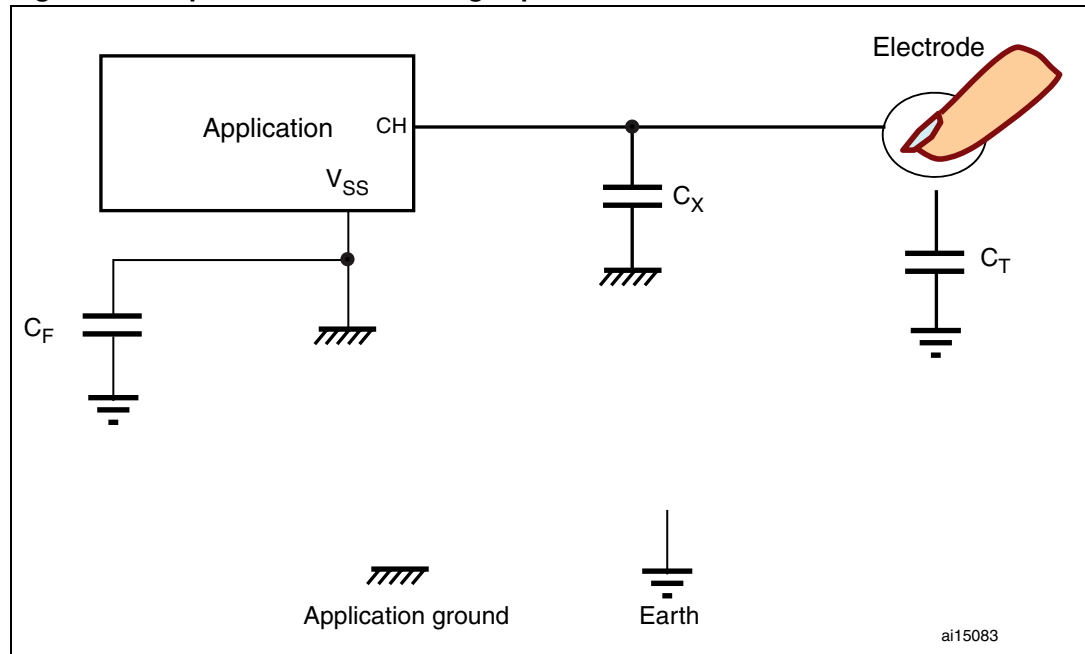 Electrode
Application
CH
VSS
CX
CT
CF
Application ground
Earth
ai15083